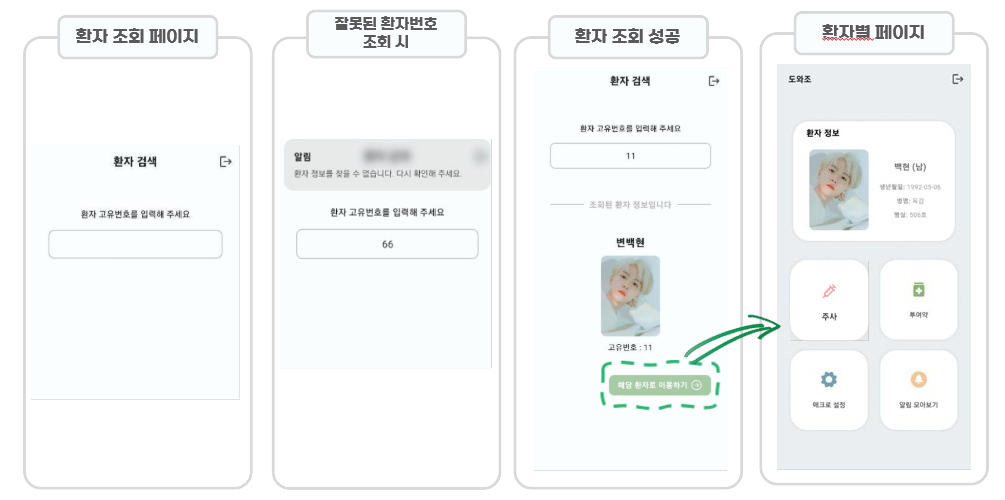 환자 조회 페이지
환자 검색
환자 고유번호를 입력해 주세요
잘못된 환자번호
조회 시
알림
환자 정보를 찾을 수 없습니다. 다시 확인해 주세요.
환자 고유번호를 입력해 주세요
66
환자 조회 성공
환자 검색
환자 고유번호를 입력해 주세요
11
조회된 환자 정보입니다
변백현
고유번호 : 11
해당 환자로 이동하기
환자별 페이지
도와조
환자 정보
백현 (남)
생년월일: 1992-05-06
병명: 독감
병실: 506호
주사
투여약
매크로 설정
알림 모아보기